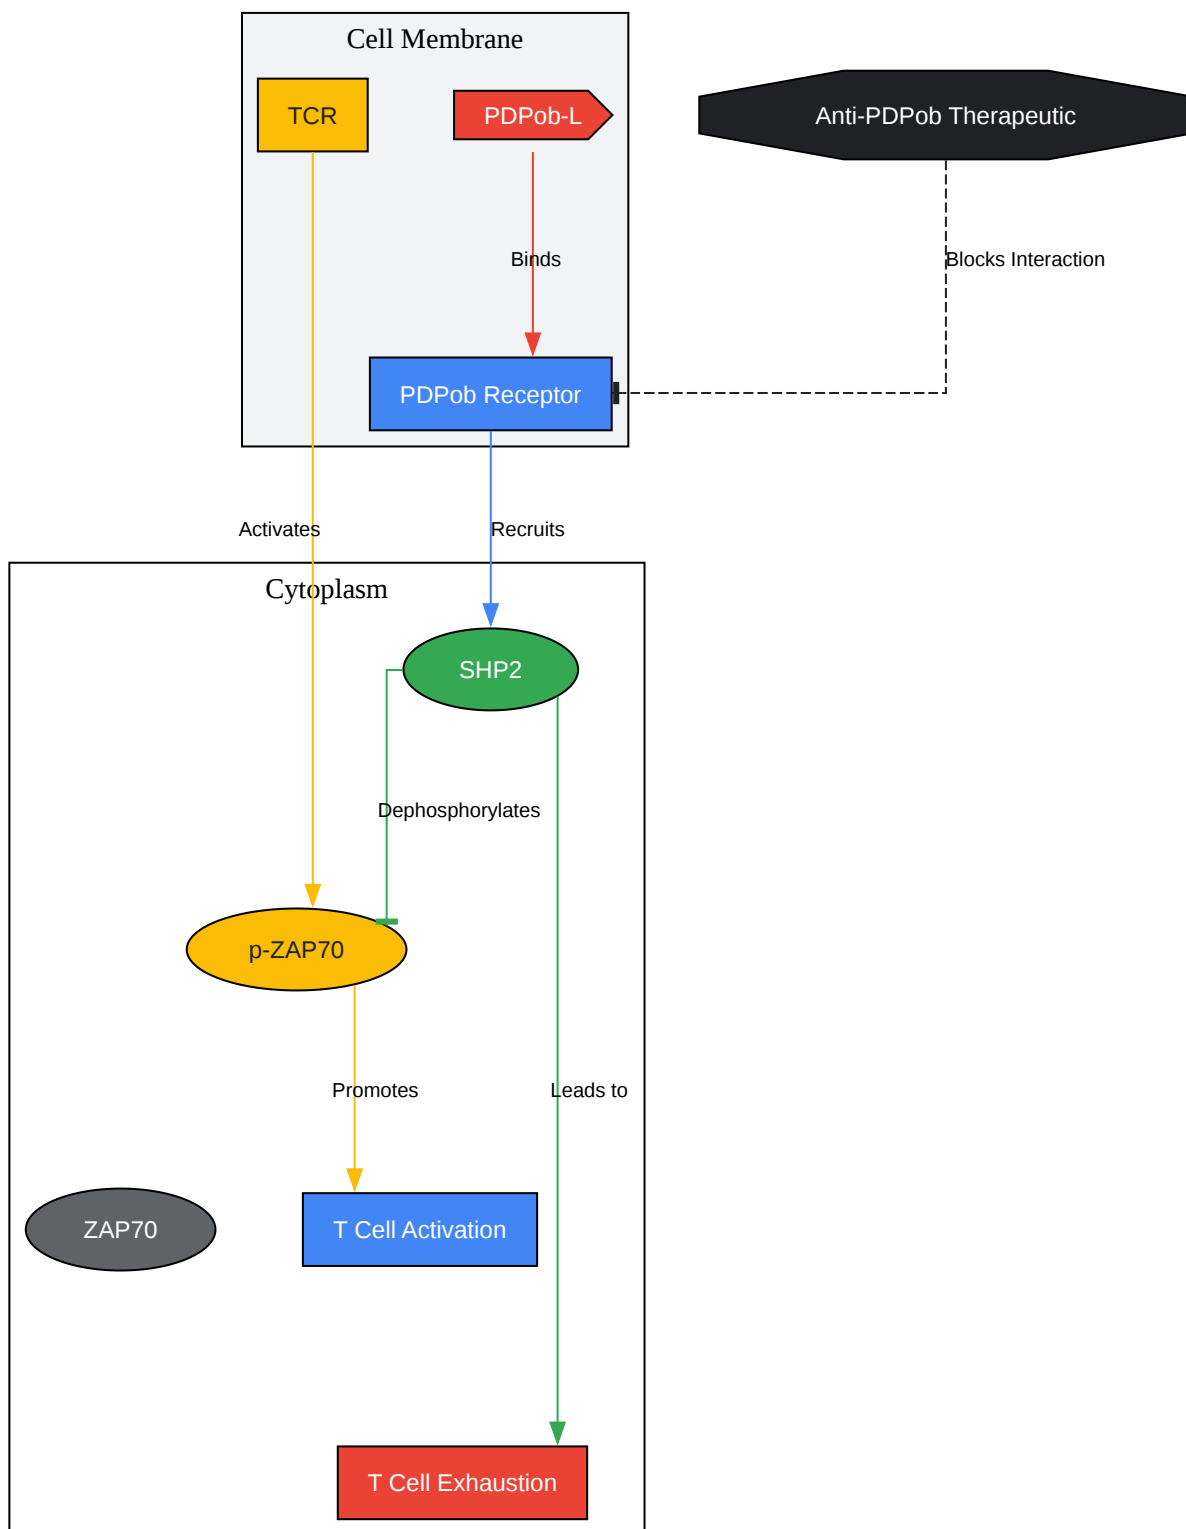 Cell Membrane
TCR
PDPob-L
Anti-PDPob Therapeutic
Binds
Blocks Interaction
PDPob Receptor
Activates
Recruits
Cytoplasm
SHP2
Dephosphorylates
p-ZAP70
Promotes
Leads to
ZAP70
T Cell Activation
T Cell Exhaustion